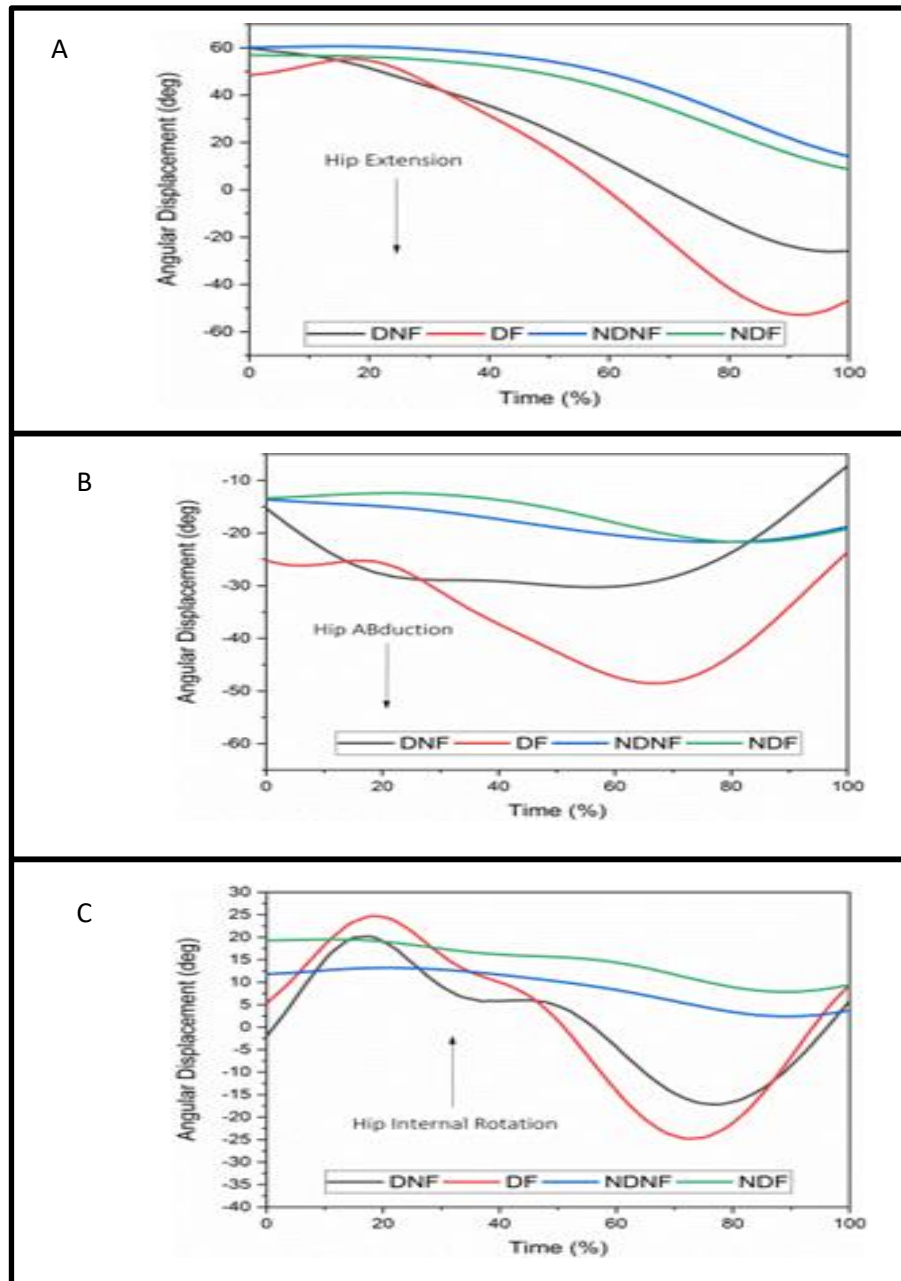 A
Angular Displacement (deg)
60
40
20
0
-20
-40
-60
Hip Extension
DNF DF NDNF NDF
0 20 40 60 80 100
Time (%)
B
Angular Displacement (deg)
-10
-20
-30
-40
-50
-60
Hip ABduction
DNF DF NDNF NDF
0 20 40 60 80 100
Time (%)
C
Angular Displacement (deg)
30
25
20
15
10
5
0
-5
-10
-15
-20
-25
-30
-35
-40
Hip Internal Rotation
DNF DF NDNF NDF
0 20 40 60 80 100
Time (%)